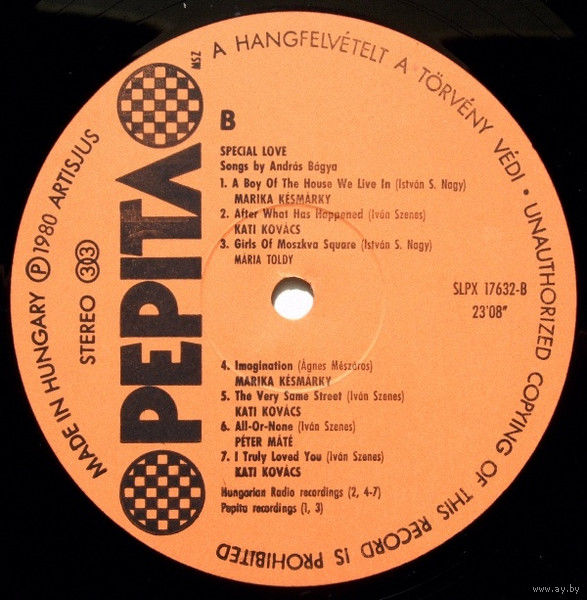 A HANGFELVÉTELT A TÖRVÉNY VÉDI • UNAUTHORIZED COPYING OF THIS RECORD IS PROHIBITED
MADE IN HUNGARY Ⓟ 1980 ARTISJUS
STEREO 33
PEPITA
MSZ
B
SPECIAL LOVE
Songs by András Bágya
1. A Boy Of The House We Live In (István S. Nagy)
MARIKA KÉSMÁRKY
2. After What Has Happened (Iván Szenes)
KATI KOVÁCS
3. Girls Of Moszkva Square (István S. Nagy)
MÁRIA TOLDY
SLPX 17632-B
23'08"
4. Imagination (Ágnes Mészáros)
MARIKA KÉSMÁRKY
5. The Very Same Street (Iván Szenes)
KATI KOVÁCS
6. All-Or-None (Iván Szenes)
PÉTER MÁTÉ
7. I Truly Loved You (Iván Szenes)
KATI KOVÁCS
Hungarian Radio recordings (2, 4-7)
Pepita recordings (1, 3)
www.ay.by